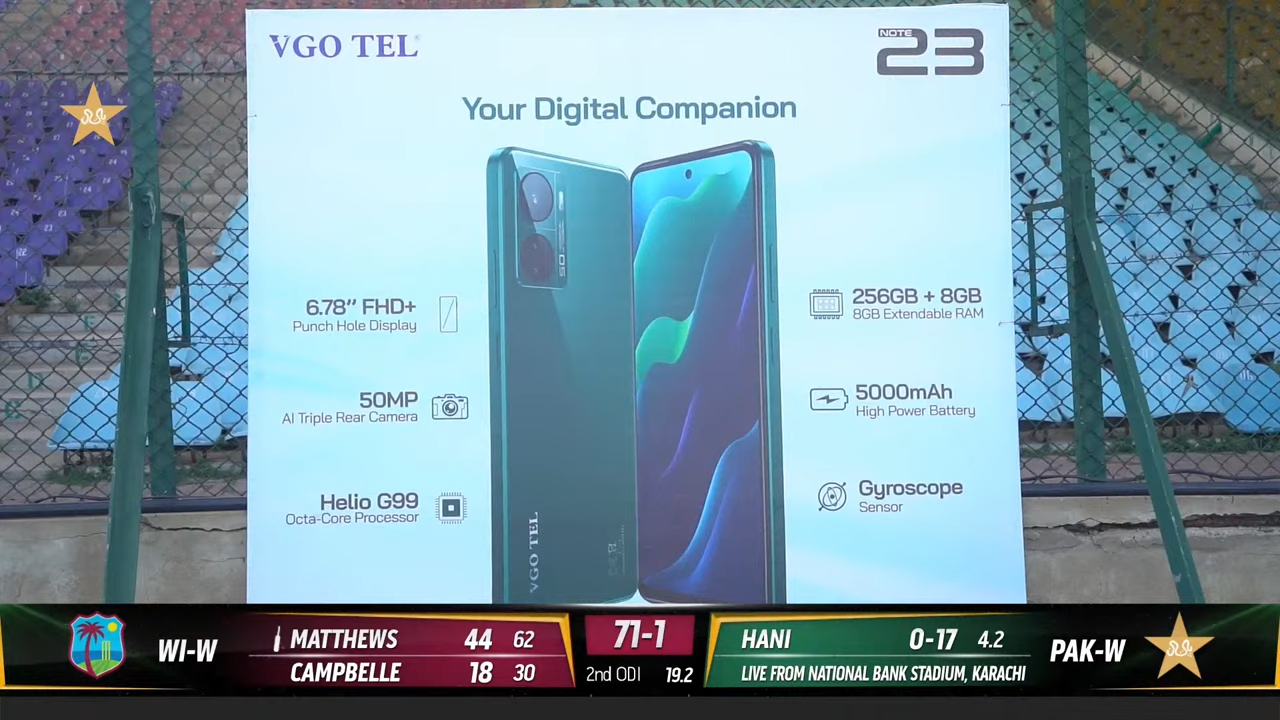 VGO TEL
NOTE
23
Your Digital Companion
6.78’’ FHD+
Punch Hole Display
50MP
AI Triple Rear Camera
Helio G99
Octa-Core Processor
256GB + 8GB
8GB Extendable RAM
5000mAh
High Power Battery
Gyroscope
Sensor
VGO TEL
WI-W
MATTHEWS 44 62
CAMPBELLE 18 30
71-1
2nd ODI 19.2
HANI 0-17 4.2
LIVE FROM NATIONAL BANK STADIUM, KARACHI
PAK-W